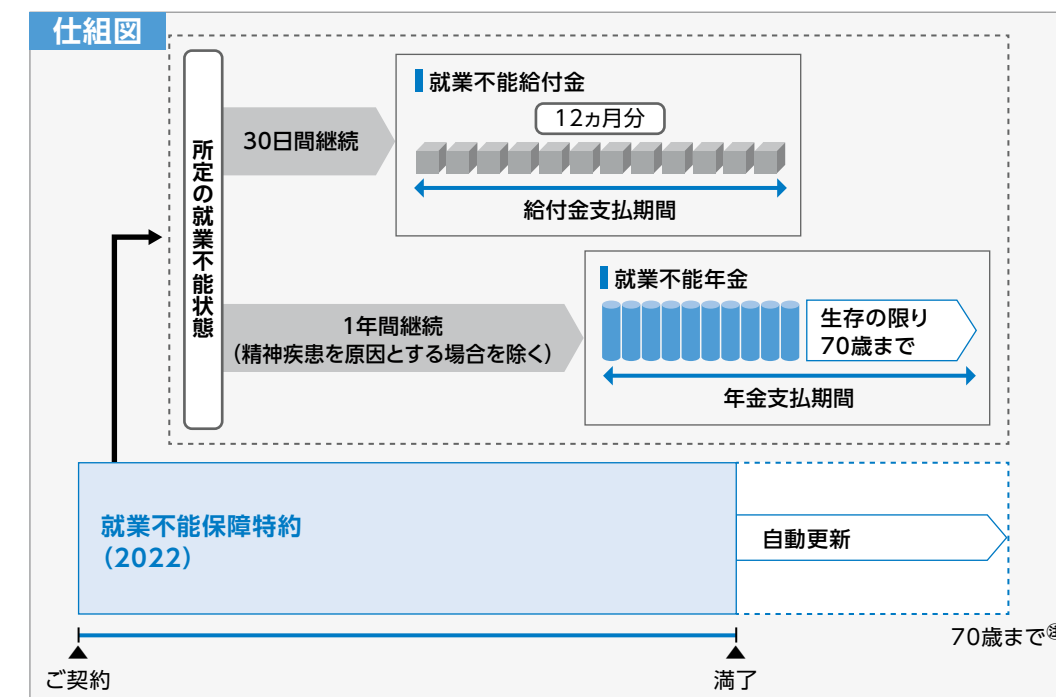 仕組図
所定の就業不能状態
30日間継続
就業不能給付金
12ヵ月分
給付金支払期間
1年間継続
(精神疾患を原因とする場合を除く)
就業不能年金
生存の限り
70歳まで
年金支払期間
就業不能保障特約
(2022)
自動更新
70歳まで
ご契約
満了